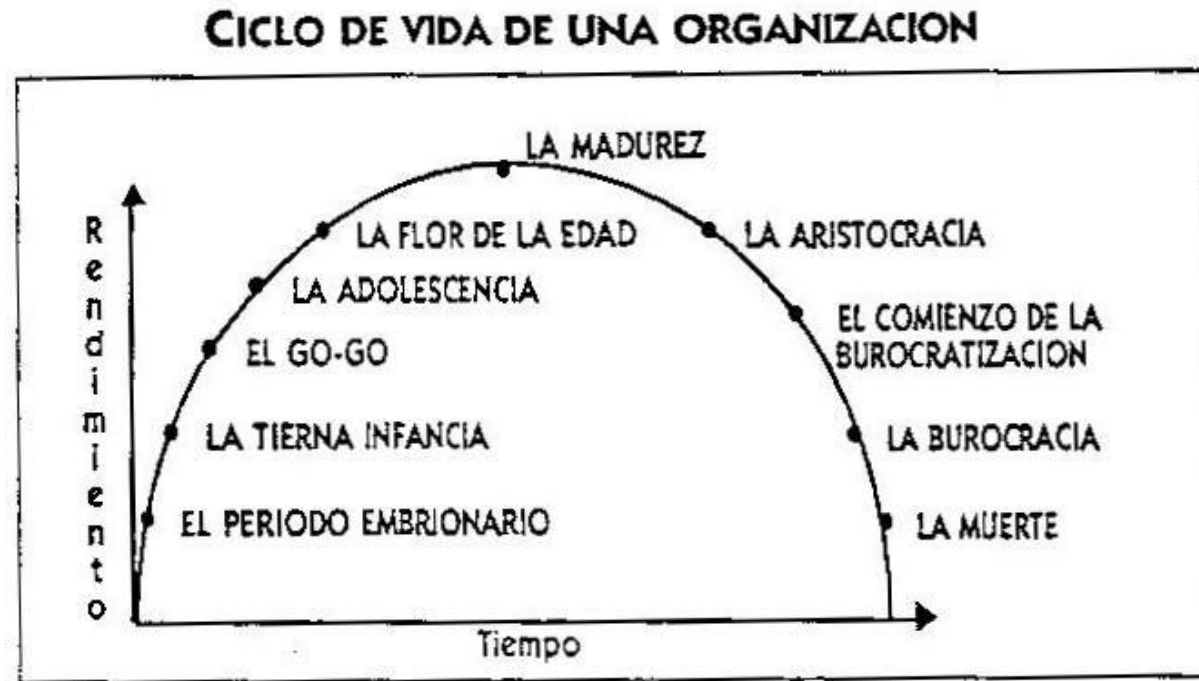 CICLO DE VIDA DE UNA ORGANIZACION
LA MADUREZ
LA FLOR DE LA EDAD
LA ARISTOCRACIA
LA ADOLESCENCIA
EL COMIENZO DE LA
BUROCRATIZACION
EL GO-GO
LA TIERNA INFANCIA
LA BUROCRACIA
EL PERIODO EMBRIONARIO
LA MUERTE
Rendimiento
Tiempo